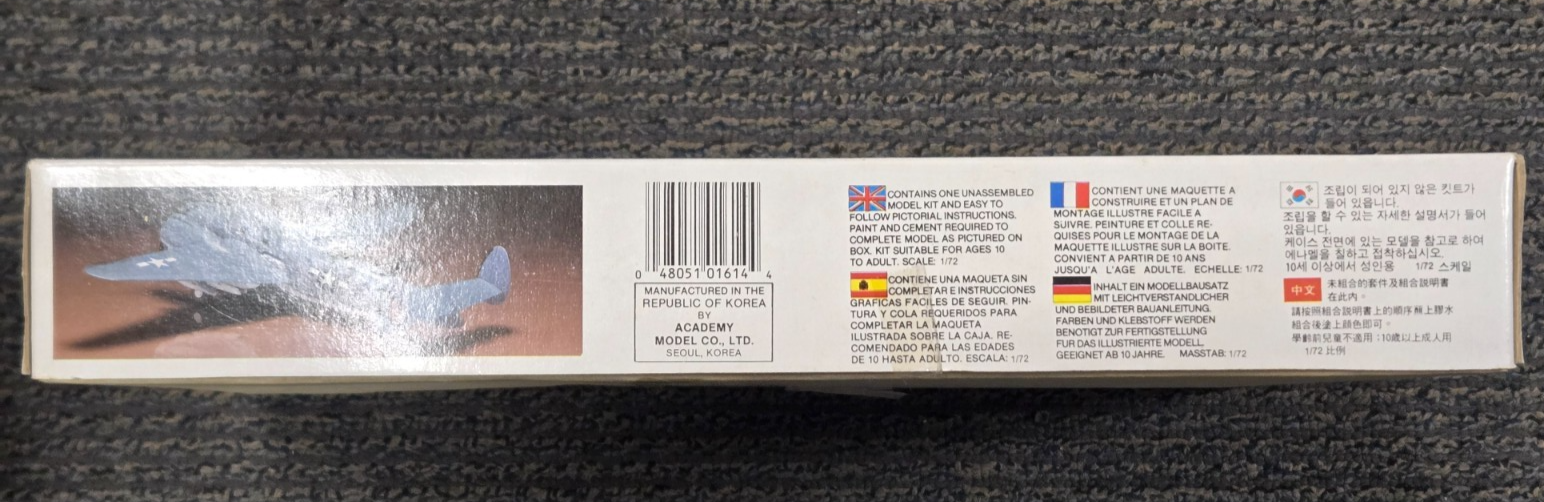 0 48051 01614 4
MANUFACTURED IN THE
REPUBLIC OF KOREA
BY
ACADEMY
MODEL CO., LTD.
SEOUL, KOREA
CONTAINS ONE UNASSEMBLED
MODEL KIT AND EASY TO
FOLLOW PICTORIAL INSTRUCTIONS.
PAINT AND CEMENT REQUIRED TO
COMPLETE MODEL AS PICTURED ON
BOX. KIT SUITABLE FOR AGES 10
TO ADULT. SCALE: 1/72
CONTIENE UNA MAQUETA SIN
COMPLETAR E INSTRUCCIONES
GRAFICAS FACILES DE SEGUIR. PIN-
TURA Y COLA REQUERIDOS PARA
COMPLETAR LA MAQUETA
ILUSTRADA SOBRE LA CAJA. RE-
COMENDADO PARA LAS EDADES
DE 10 HASTA ADULTO. ESCALA: 1/72
CONTIENT UNE MAQUETTE A
CONSTRUIRE ET UN PLAN DE
MONTAGE ILLUSTRE FACILE A
SUIVRE. PEINTURE ET COLLE RE-
QUISES POUR LE MONTAGE DE LA
MAQUETTE ILLUSTRE SUR LA BOITE.
CONVIENT A PARTIR DE 10 ANS
JUSQU'A L'AGE ADULTE. ECHELLE: 1/72
INHALT EIN MODELLBAUSATZ
MIT LEICHTVERSTANDLICHER
UND BEBILDETER BAUANLEITUNG.
FARBEN UND KLEBSTOFF WERDEN
BENOTIGT ZUR FERTIGSTELLUNG
FUR DAS ILLUSTRIERTE MODELL.
GEEIGNET AB 10 JAHRE. MASSTAB: 1/72
조립이 되어 있지 않은 킷트가
들어 있읍니다.
조립을 할 수 있는 자세한 설명서가 들어
있읍니다.
케이스 전면에 있는 모델을 참고로 하여
에나멜을 칠하고 접착하십시오.
10세 이상에서 성인용 1/72 스케일
中文 未組合的套件及組合説明書
在此內。
請按照組合説明書上的順序 上膠水
組合後塗上顔色即可。
學齡前兒童不適用：10歲以上成人用
1/72 比例